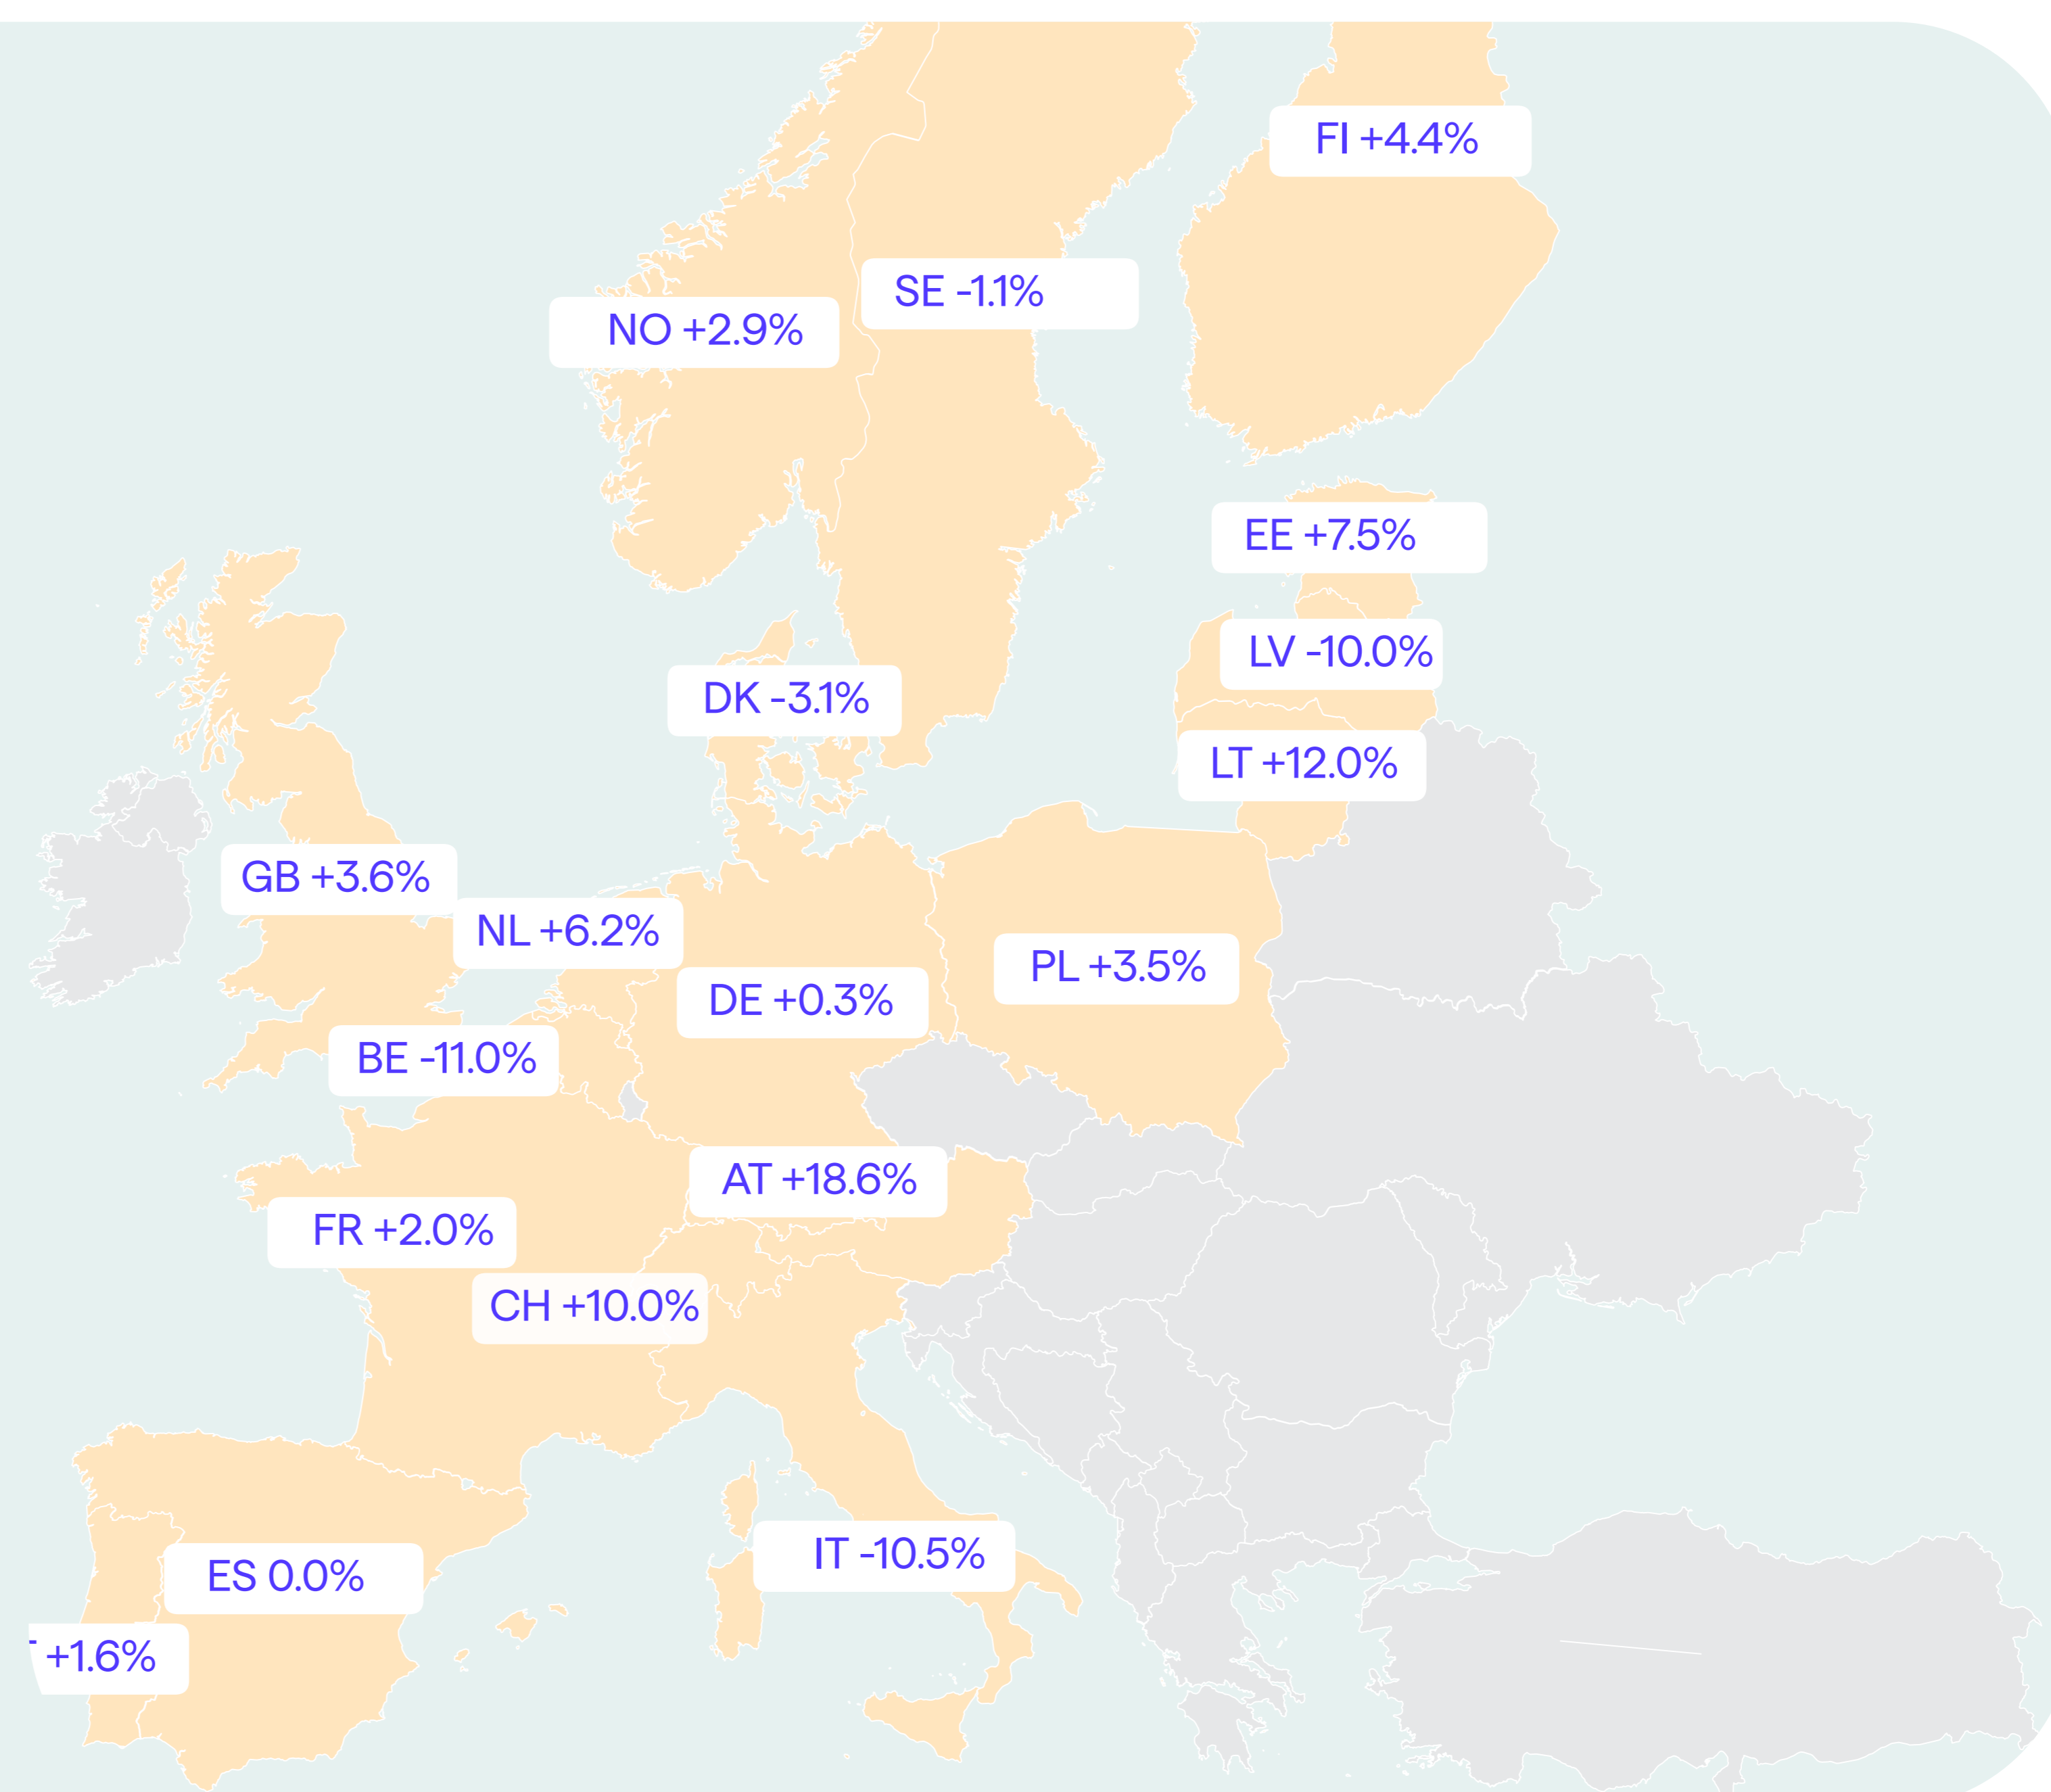 FI +4.4%
SE -1.1%
NO +2.9%
EE +7.5%
LV -10.0%
DK -3.1%
LT +12.0%
GB +3.6%
NL +6.2%
PL +3.5%
DE +0.3%
BE -11.0%
AT +18.6%
FR +2.0%
CH +10.0%
IT -10.5%
ES 0.0%
+1.6%